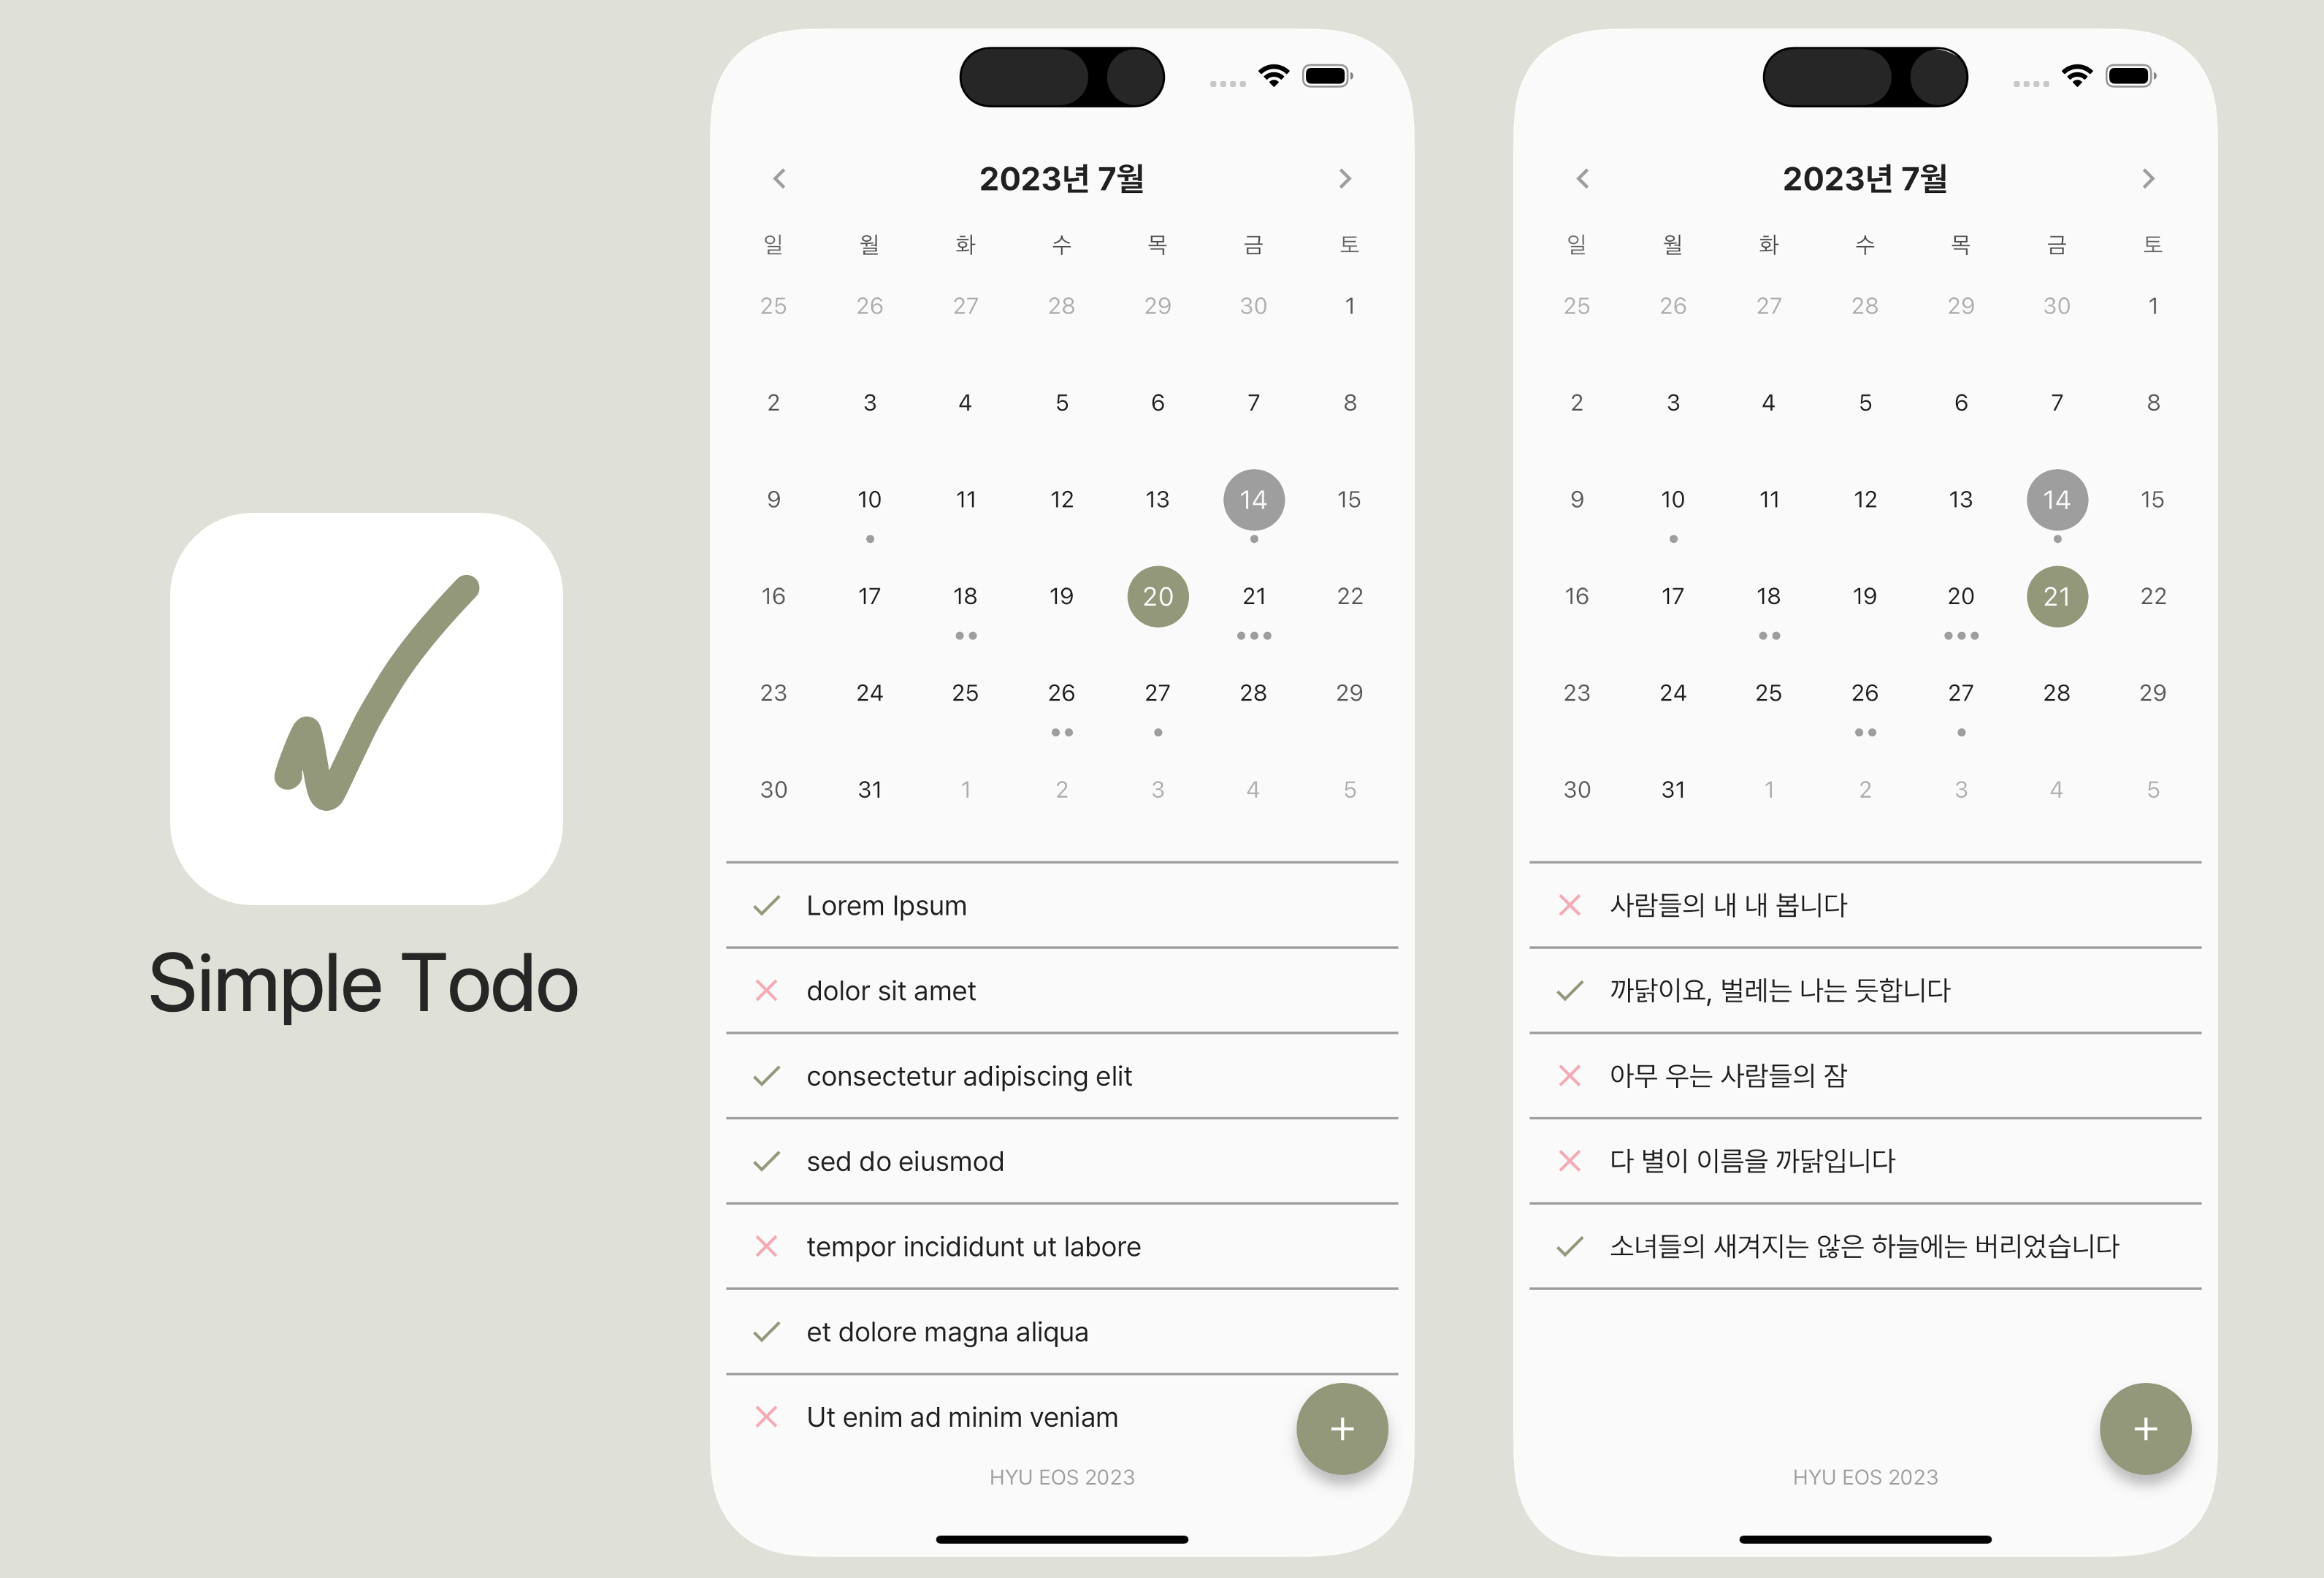 Simple Todo
2023년 7월
일 월 화 수 목 금 토
25 26 27 28 29 30 1
2 3 4 5 6 7 8
9 10 11 12 13 14 15
16 17 18 19 20 21 22
23 24 25 26 27 28 29
30 31 1 2 3 4 5
Lorem Ipsum
dolor sit amet
consectetur adipiscing elit
sed do eiusmod
tempor incididunt ut labore
et dolore magna aliqua
Ut enim ad minim veniam
HYU EOS 2023
2023년 7월
일 월 화 수 목 금 토
25 26 27 28 29 30 1
2 3 4 5 6 7 8
9 10 11 12 13 14 15
16 17 18 19 20 21 22
23 24 25 26 27 28 29
30 31 1 2 3 4 5
사람들의 내 내 봅니다
까닭이요, 벌레는 나는 듯합니다
아무 우는 사람들의 잠
다 별이 이름을 까닭입니다
소녀들의 새겨지는 않은 하늘에는 버리었습니다
HYU EOS 2023